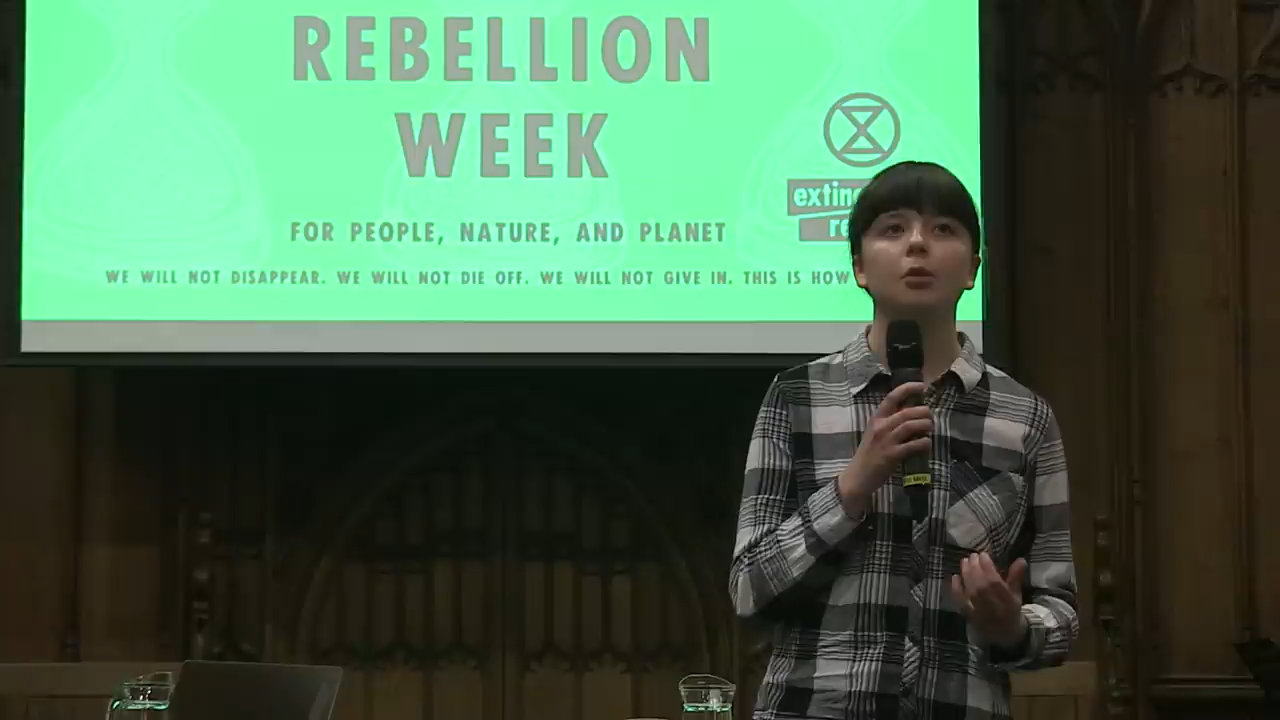 REBELLION
WEEK
FOR PEOPLE, NATURE, AND PLANET
WE WILL NOT DISAPPEAR. WE WILL NOT DIE OFF. WE WILL NOT GIVE IN. THIS IS HOW